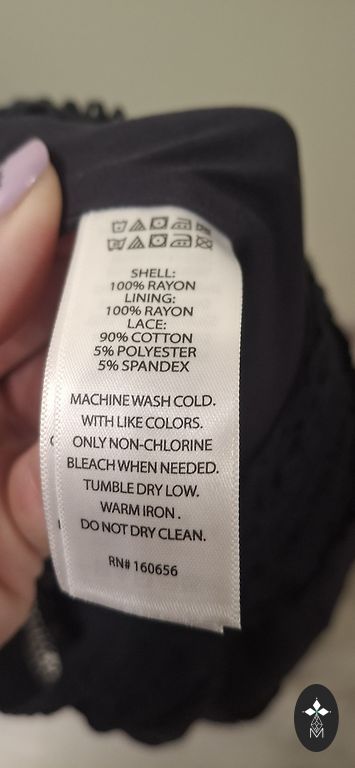 SHELL:
100% RAYON
LINING:
100% RAYON
LACE:
90% COTTON
5% POLYESTER
5% SPANDEX
MACHINE WASH COLD.
WITH LIKE COLORS.
ONLY NON-CHLORINE
BLEACH WHEN NEEDED.
TUMBLE DRY LOW.
WARM IRON .
DO NOT DRY CLEAN.
RN# 160656
M